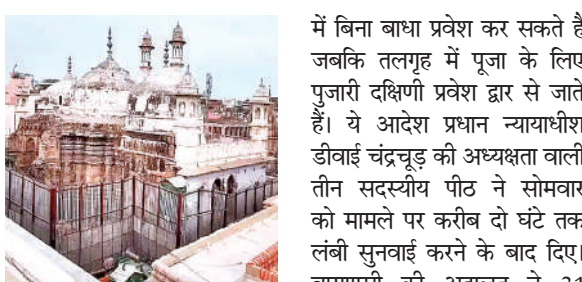 में बिना बाधा प्रवेश कर सकते हैं
जबकि तलगृह में पूजा के लिए
पुजारी दक्षिणी प्रवेश द्वार से जाते
हैं। ये आदेश प्रधान न्यायाधीश
डीवाई चंद्रचूड़ की अध्यक्षता वाली
तीन सदस्यीय पीठ ने सोमवार
को मामले पर करीब दो घंटे तक
लंबी सुनवाई करने के बाद दिए।